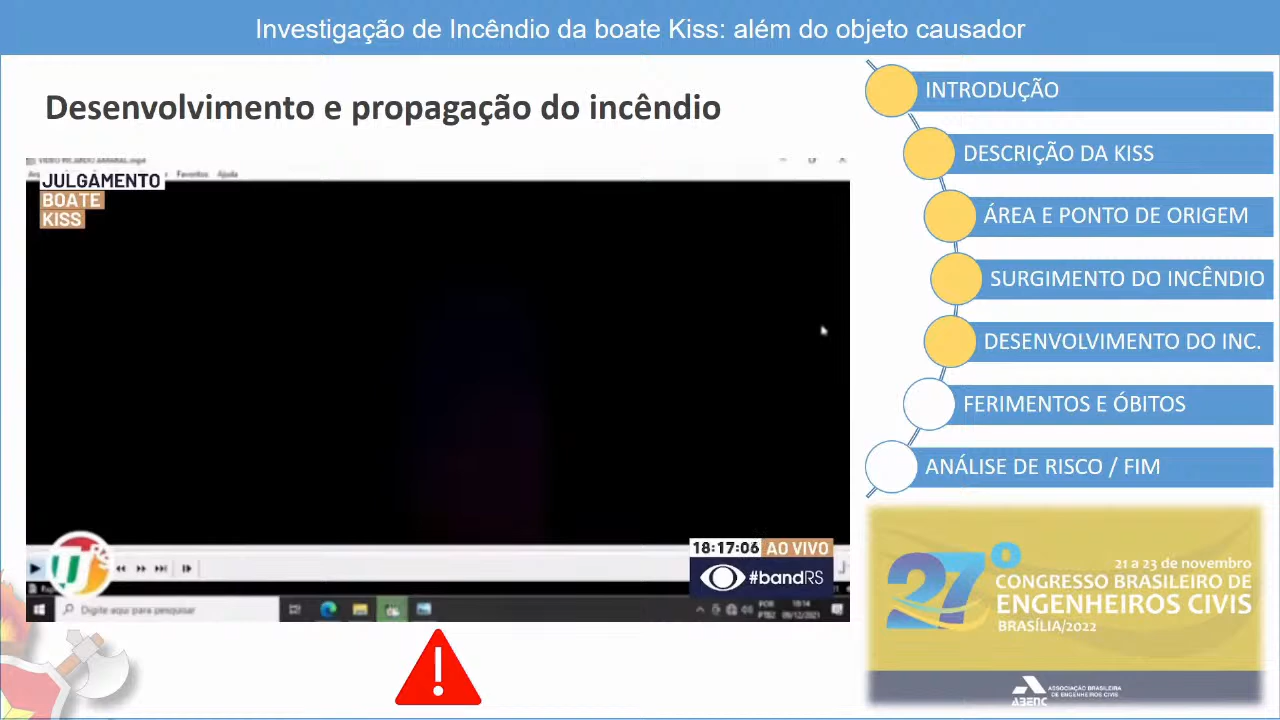 Investigação de Incêndio da boate Kiss: além do objeto causador
Desenvolvimento e propagação do incêndio
Favoritos Ajuda
JULGAMENTO
BOATE
KISS
18:17:06 AO VIVO
#bandRS
Digite aqui para pesquisar
INTRODUÇÃO
DESCRIÇÃO DA KISS
ÁREA E PONTO DE ORIGEM
SURGIMENTO DO INCÊNDIO
DESENVOLVIMENTO DO INC.
FERIMENTOS E ÓBITOS
ANÁLISE DE RISCO / FIM
27º
21 a 23 de novembro
CONGRESSO BRASILEIRO DE
ENGENHEIROS CIVIS
BRASÍLIA/2022
ABENC
ASSOCIAÇÃO BRASILEIRA
DE ENGENHEIROS CIVIS